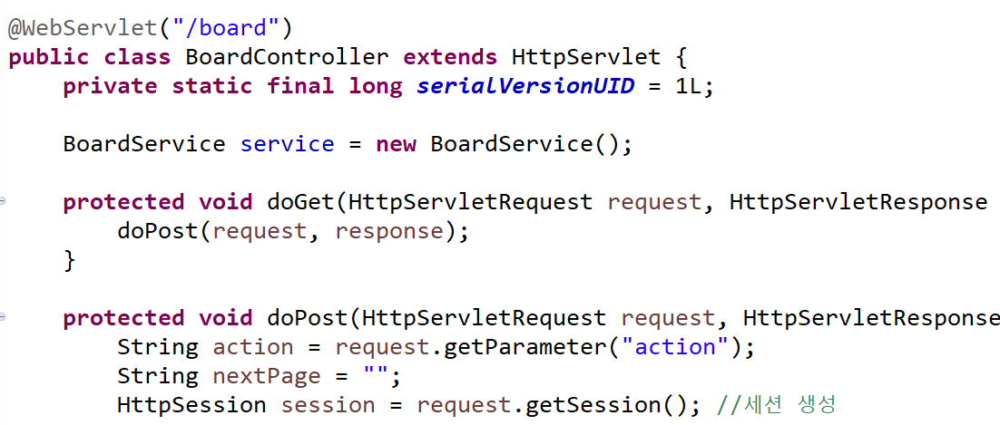 @WebServlet("/board")
public class BoardController extends HttpServlet {
    private static final long serialVersionUID = 1L;
    BoardService service = new BoardService();
    protected void doGet(HttpServletRequest request, HttpServletResponse
        doPost(request, response);
    }
    protected void doPost(HttpServletRequest request, HttpServletResponse
        String action = request.getParameter("action");
        String nextPage = "";
        HttpSession session = request.getSession(); //세션 생성